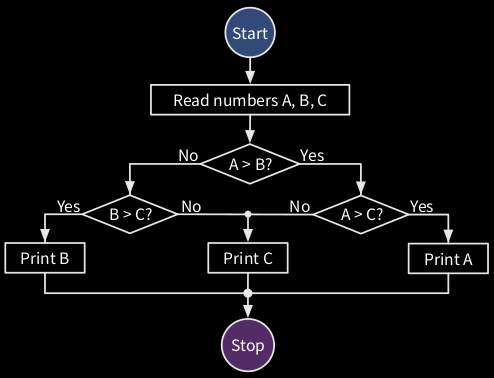 Start
Read numbers A, B, C
No
A > B?
Yes
Yes
B > C?
No
No
A > C?
Yes
Print B
Print C
Print A
Stop